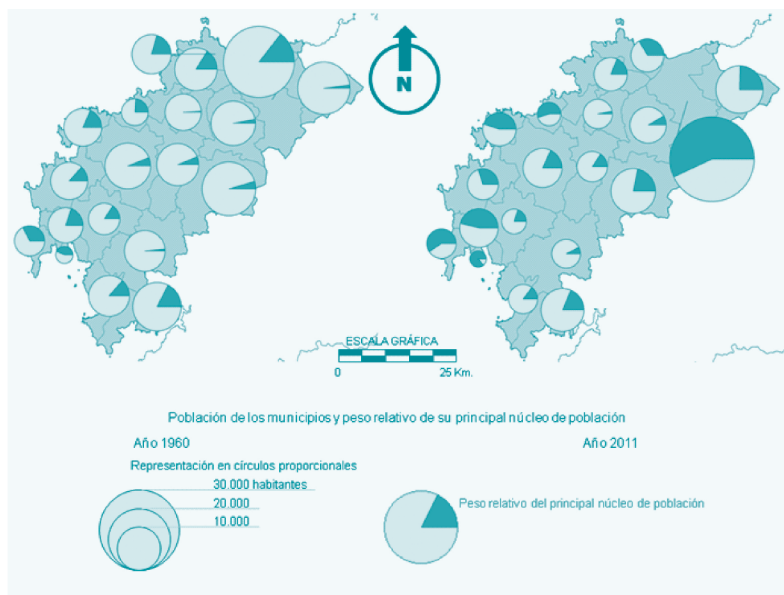 N
ESCALA GRÁFICA
0 25 Km.
Población de los municipios y peso relativo de su principal núcleo de población
Año 1960
Año 2011
Representación en círculos proporcionales
30.000 habitantes
20.000
10.000
Peso relativo del principal núcleo de población